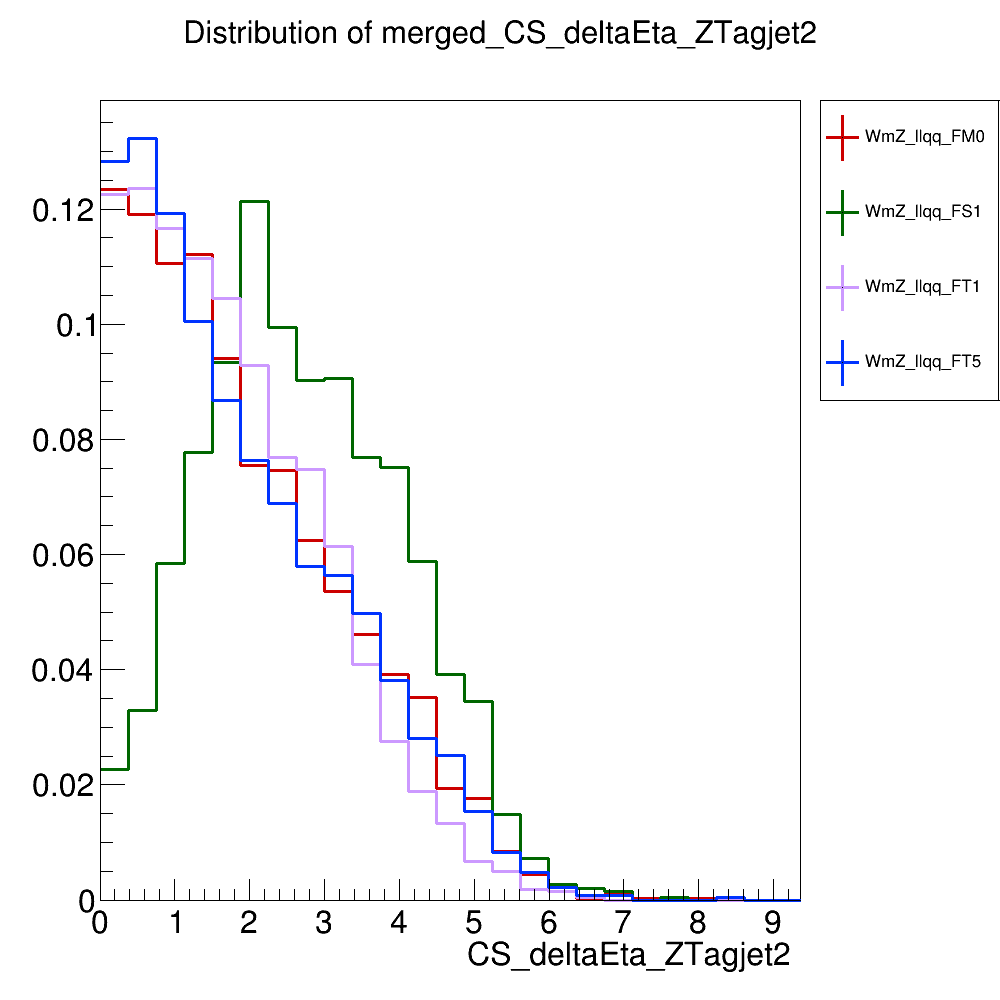 Distribution of merged_CS_deltaEta_ZTagjet2
WmZ_llqq_FM0
WmZ_llqq_FS1
WmZ_llqq_FT1
WmZ_llqq_FT5
0.12
0.1
0.08
0.06
0.04
0.02
0
0 1 2 3 4 5 6 7 8 9
CS_deltaEta_ZTagjet2